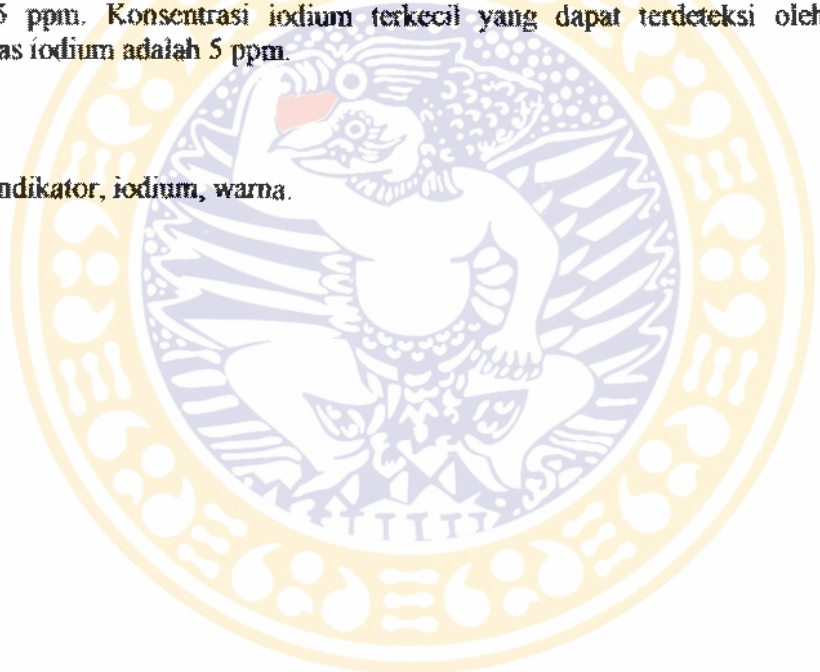 5 ppm. Konsentrasi iodium terkecil yang dapat terdeteksi oleh
as iodium adalah 5 ppm.
ndikator, iodium, warna.